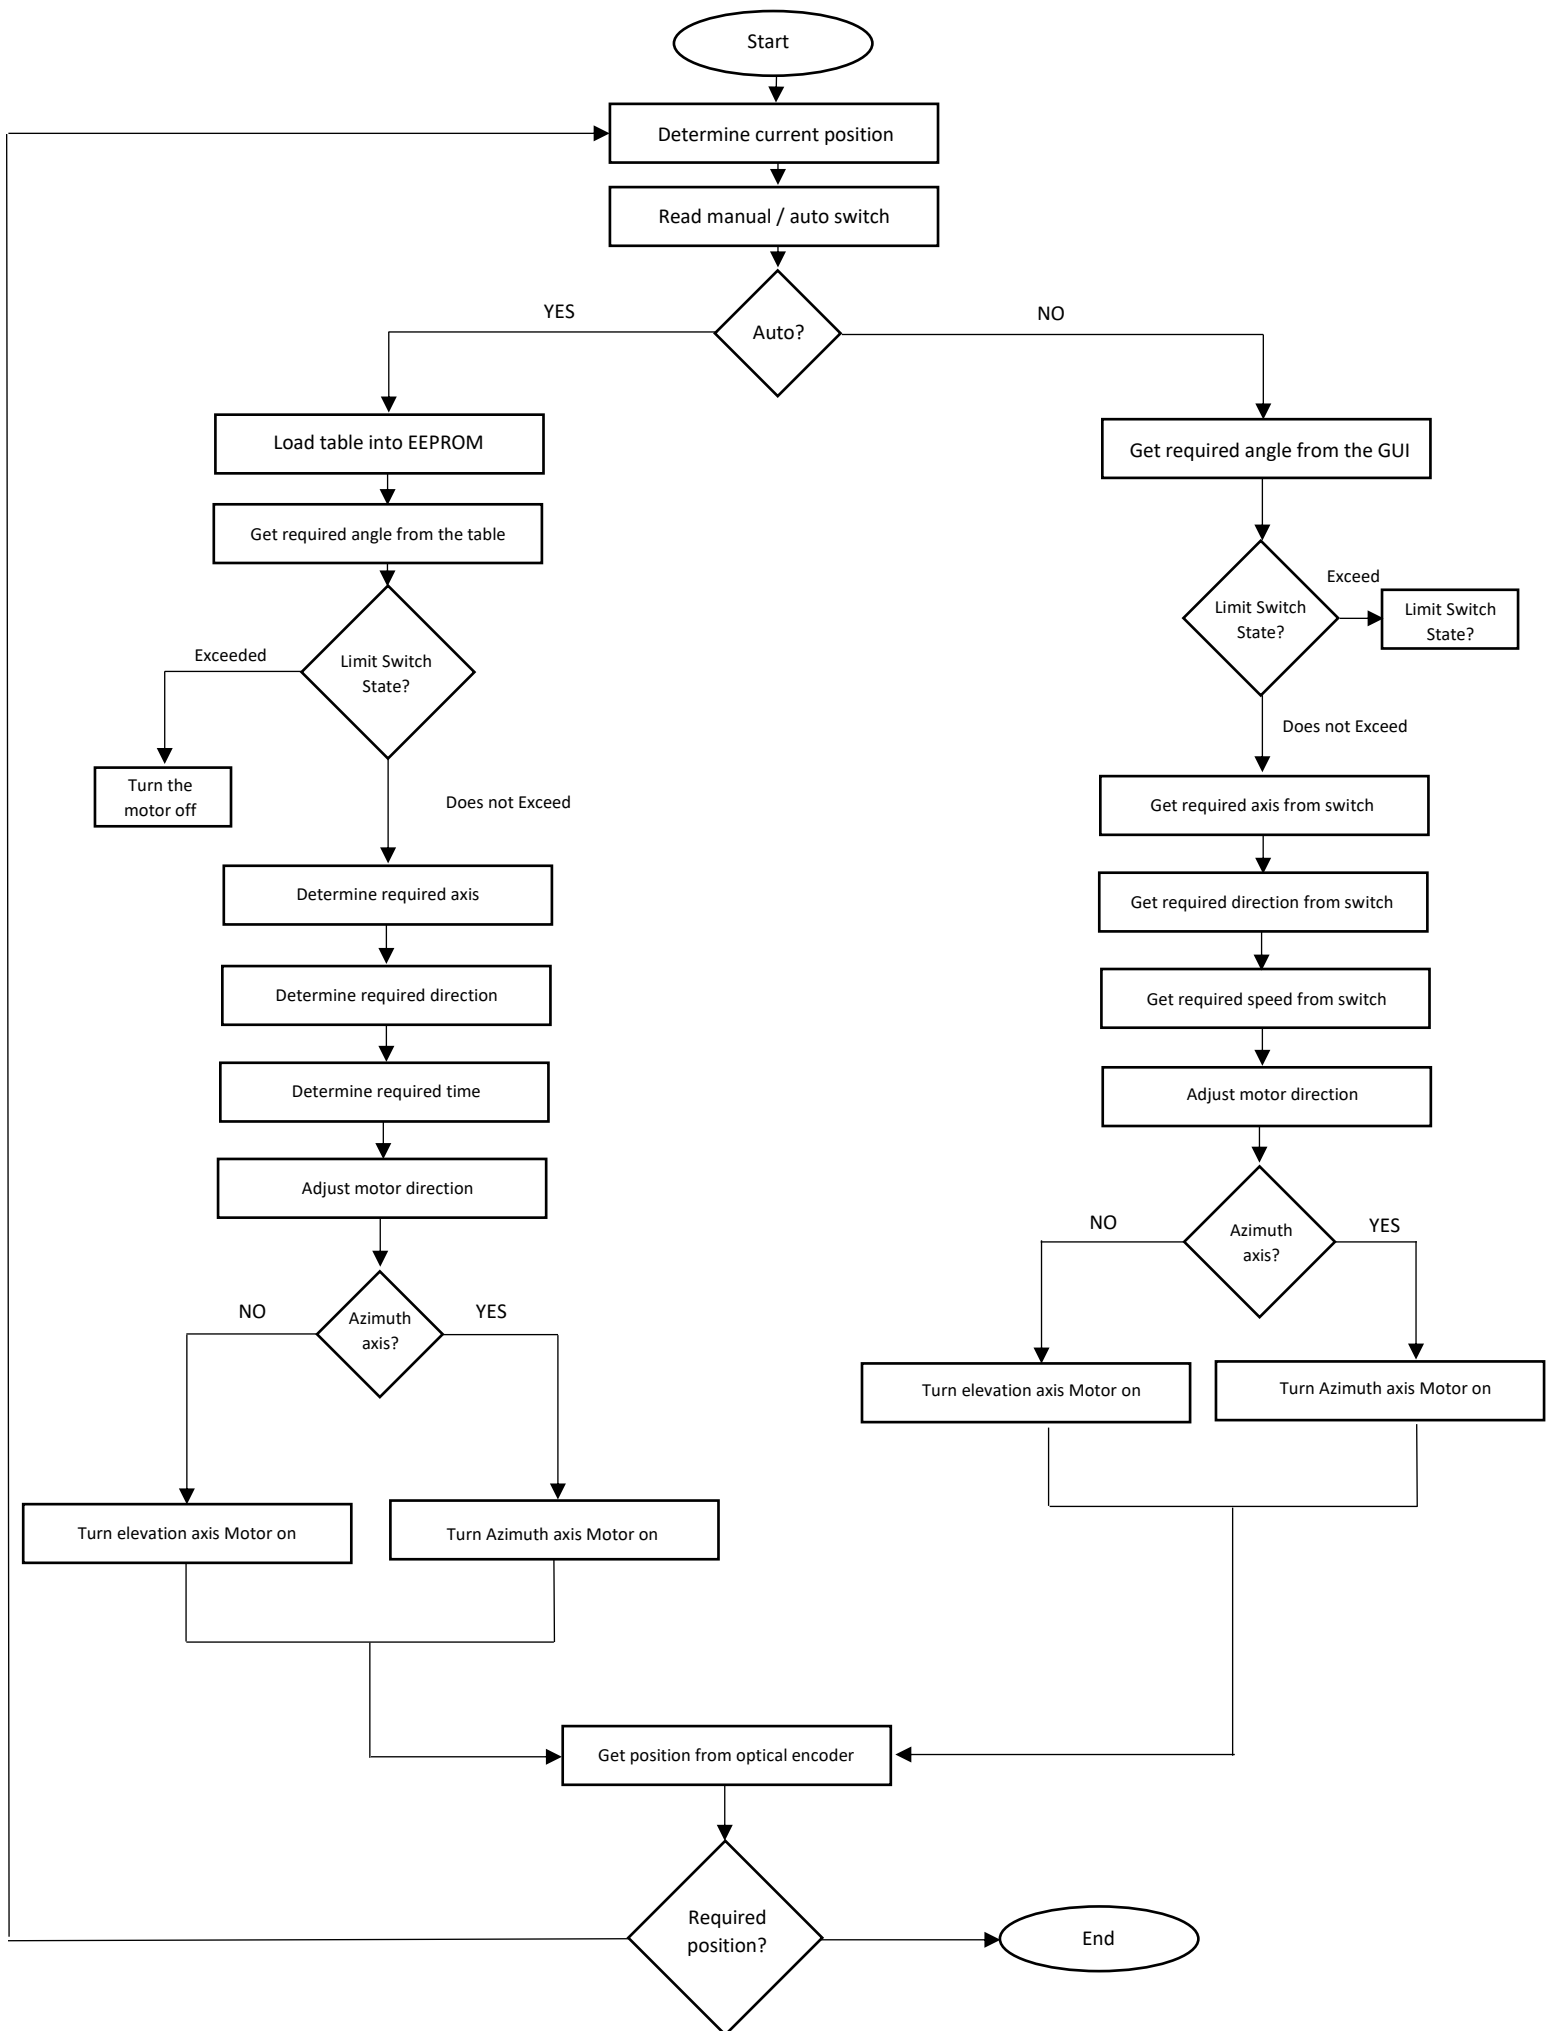 Start
Determine current position
Read manual / auto switch
YES
NO
Auto?
Load table into EEPROM
Get required angle from the GUI
Get required angle from the table
Exceed
Limit Switch
State?
Limit Switch
State?
Exceeded
Limit Switch
State?
Does not Exceed
Turn the
motor off
Does not Exceed
Get required axis from switch
Determine required axis
Get required direction from switch
Determine required direction
Get required speed from switch
Determine required time
Adjust motor direction
Adjust motor direction
NO
Azimuth
axis?
YES
NO
Azimuth
axis?
YES
Turn elevation axis Motor on
Turn Azimuth axis Motor on
Turn elevation axis Motor on
Turn Azimuth axis Motor on
Get position from optical encoder
Required
position?
End